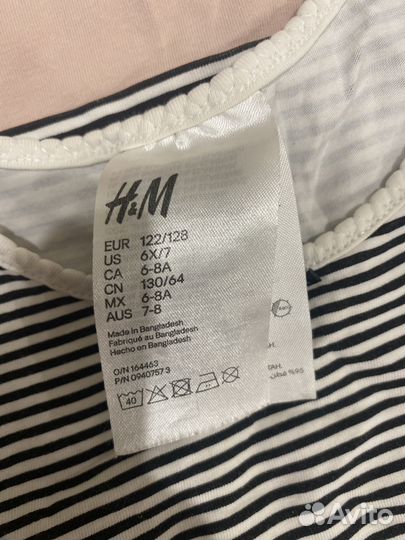 H&M
EUR 122/128
US 6X/7
CA 6-8A
CN 130/64
MX 6-8A
AUS 7-8
Made in Bangladesh
Fabriqué au Bangladesh
Hecho en Bangladesh
O/N 164463
P/N 0940757 3
40
%95
Avito